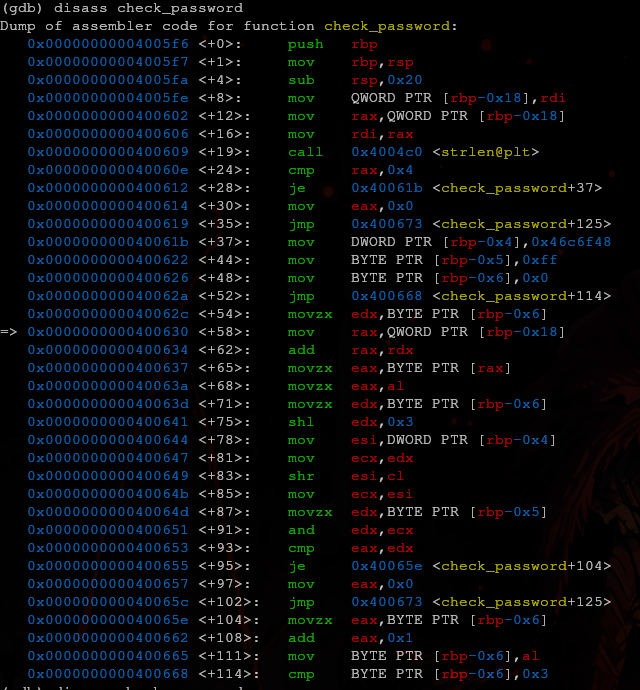 (gdb) disass check_password
Dump of assembler code for function check_password:
   0x00000000004005f6 <+0>:     push   rbp
   0x00000000004005f7 <+1>:     mov    rbp,rsp
   0x00000000004005fa <+4>:     sub    rsp,0x20
   0x00000000004005fe <+8>:     mov    QWORD PTR [rbp-0x18],rdi
   0x0000000000400602 <+12>:    mov    rax,QWORD PTR [rbp-0x18]
   0x0000000000400606 <+16>:    mov    rdi,rax
   0x0000000000400609 <+19>:    call   0x4004c0 <strlen@plt>
   0x000000000040060e <+24>:    cmp    rax,0x4
   0x0000000000400612 <+28>:    je     0x40061b <check_password+37>
   0x0000000000400614 <+30>:    mov    eax,0x0
   0x0000000000400619 <+35>:    jmp    0x400673 <check_password+125>
   0x000000000040061b <+37>:    mov    DWORD PTR [rbp-0x4],0x46c6f48
   0x0000000000400622 <+44>:    mov    BYTE PTR [rbp-0x5],0xff
   0x0000000000400626 <+48>:    mov    BYTE PTR [rbp-0x6],0x0
   0x000000000040062a <+52>:    jmp    0x400668 <check_password+114>
   0x000000000040062c <+54>:    movzx  edx,BYTE PTR [rbp-0x6]
=> 0x0000000000400630 <+58>:    mov    rax,QWORD PTR [rbp-0x18]
   0x0000000000400634 <+62>:    add    rax,rdx
   0x0000000000400637 <+65>:    movzx  eax,BYTE PTR [rax]
   0x000000000040063a <+68>:    movzx  eax,al
   0x000000000040063d <+71>:    movzx  edx,BYTE PTR [rbp-0x6]
   0x0000000000400641 <+75>:    shl    edx,0x3
   0x0000000000400644 <+78>:    mov    esi,DWORD PTR [rbp-0x4]
   0x0000000000400647 <+81>:    mov    ecx,edx
   0x0000000000400649 <+83>:    shr    esi,cl
   0x000000000040064b <+85>:    mov    ecx,esi
   0x000000000040064d <+87>:    movzx  edx,BYTE PTR [rbp-0x5]
   0x0000000000400651 <+91>:    and    edx,ecx
   0x0000000000400653 <+93>:    cmp    eax,edx
   0x0000000000400655 <+95>:    je     0x40065e <check_password+104>
   0x0000000000400657 <+97>:    mov    eax,0x0
   0x000000000040065c <+102>:   jmp    0x400673 <check_password+125>
   0x000000000040065e <+104>:   movzx  eax,BYTE PTR [rbp-0x6]
   0x0000000000400662 <+108>:   add    eax,0x1
   0x0000000000400665 <+111>:   mov    BYTE PTR [rbp-0x6],al
   0x0000000000400668 <+114>:   cmp    BYTE PTR [rbp-0x6],0x3